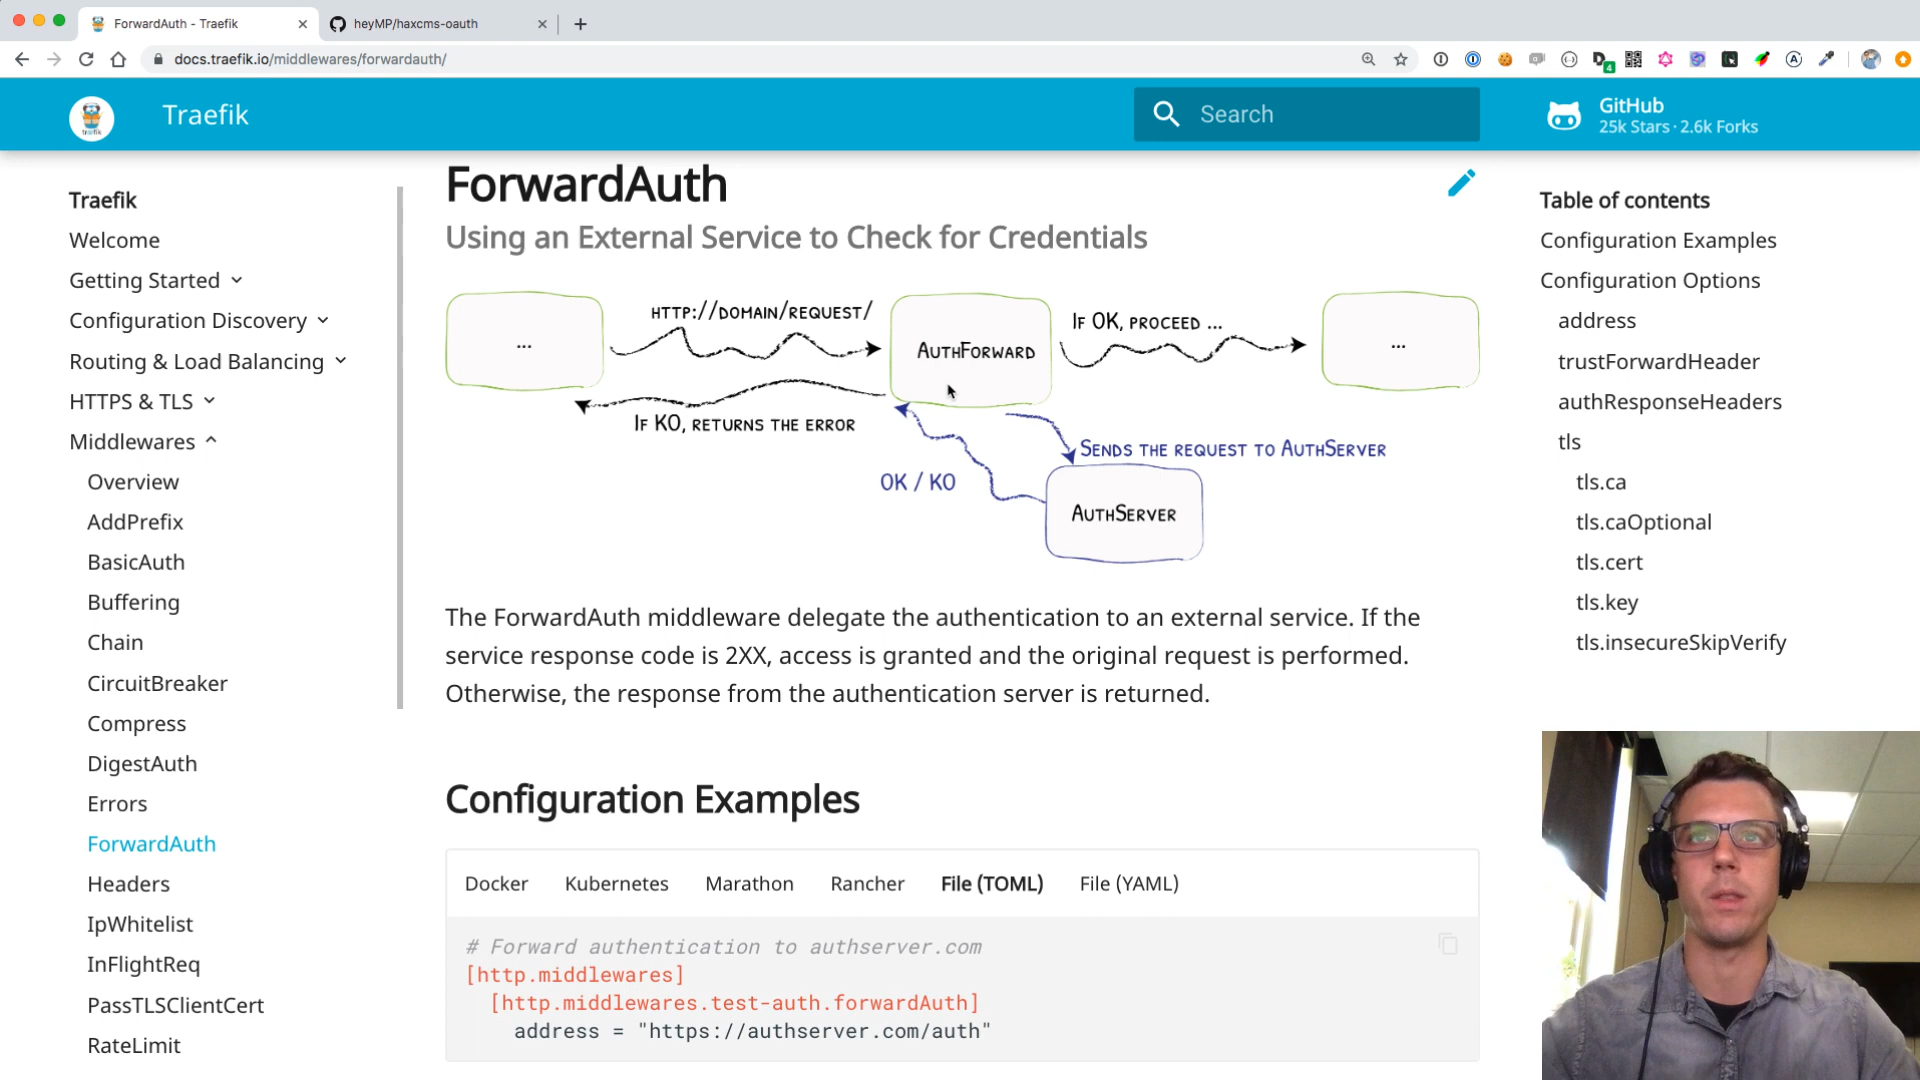 ForwardAuth - Traefik
heyMP/haxcms-oauth
docs.traefik.io/middlewares/forwardauth/
Traefik
Search
GitHub
25k Stars · 2.6k Forks
Traefik
Welcome
Getting Started
Configuration Discovery
Routing & Load Balancing
HTTPS & TLS
Middlewares
Overview
AddPrefix
BasicAuth
Buffering
Chain
CircuitBreaker
Compress
DigestAuth
Errors
ForwardAuth
Headers
IpWhitelist
InFlightReq
PassTLSClientCert
RateLimit
ForwardAuth
Using an External Service to Check for Credentials
...
HTTP://DOMAIN/REQUEST/
AUTHFORWARD
IF OK, PROCEED ...
...
IF KO, RETURNS THE ERROR
SENDS THE REQUEST TO AUTHSERVER
OK / KO
AUTHSERVER
The ForwardAuth middleware delegate the authentication to an external service. If the
service response code is 2XX, access is granted and the original request is performed.
Otherwise, the response from the authentication server is returned.
Configuration Examples
Docker Kubernetes Marathon Rancher File (TOML) File (YAML)
# Forward authentication to authserver.com
[http.middlewares]
[http.middlewares.test-auth.forwardAuth]
address = "https://authserver.com/auth"
Table of contents
Configuration Examples
Configuration Options
address
trustForwardHeader
authResponseHeaders
tls
tls.ca
tls.caOptional
tls.cert
tls.key
tls.insecureSkipVerify